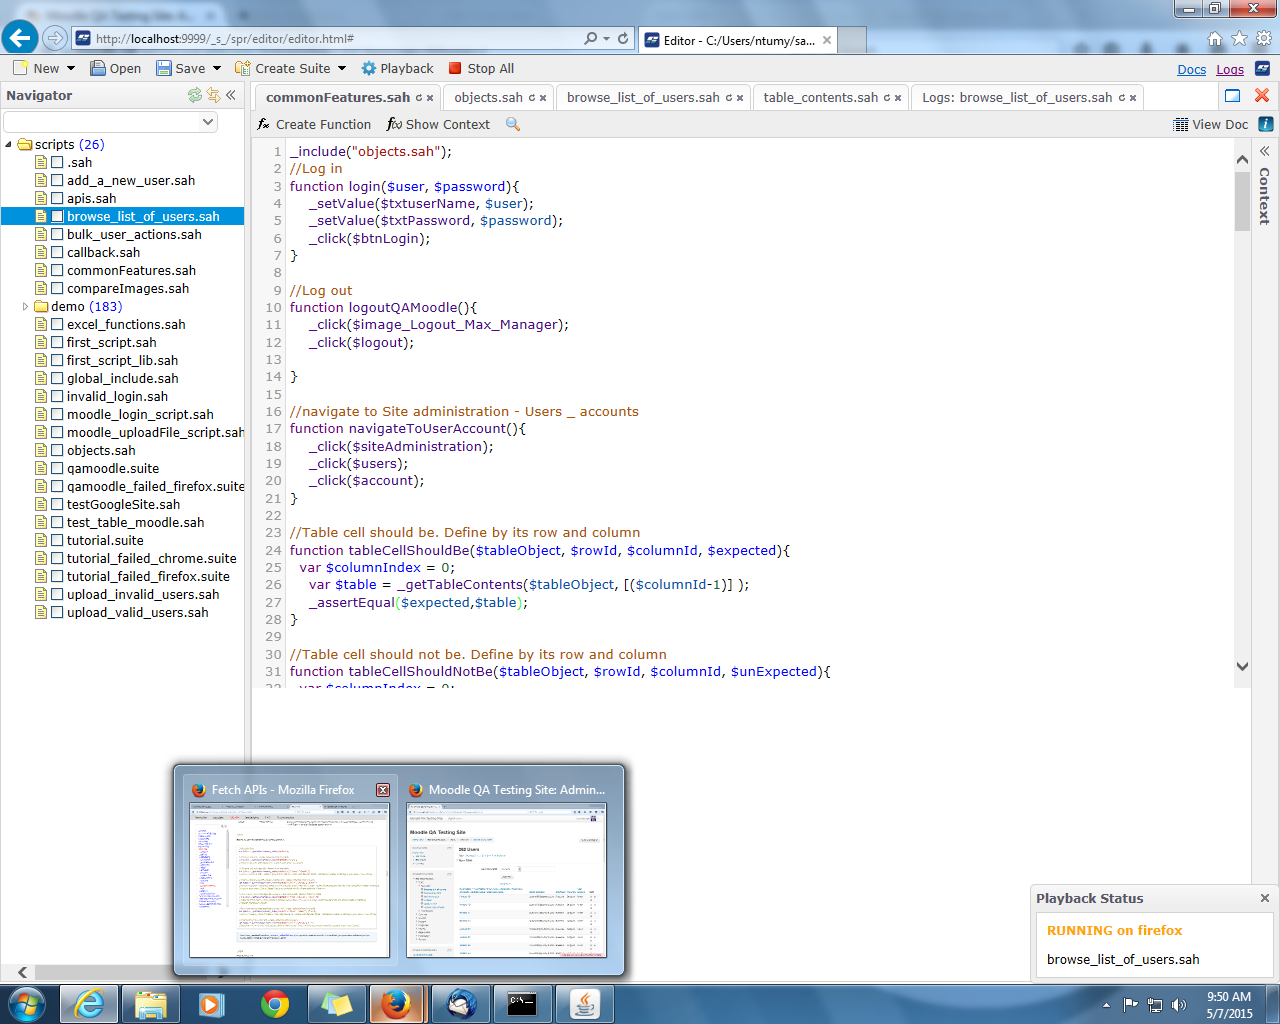 http://localhost:9999/_s_/spr/editor/editor.html#
Editor - C:/Users/ntumy/sa...
New
Open
Save
Create Suite
Playback
Stop All
Docs
Logs
Navigator
commonFeatures.sah
objects.sah
browse_list_of_users.sah
table_contents.sah
Logs: browse_list_of_users.sah
Create Function
Show Context
View Doc
Context
scripts (26)
.sah
add_a_new_user.sah
apis.sah
browse_list_of_users.sah
bulk_user_actions.sah
callback.sah
commonFeatures.sah
compareImages.sah
demo (183)
excel_functions.sah
first_script.sah
first_script_lib.sah
global_include.sah
invalid_login.sah
moodle_login_script.sah
moodle_uploadFile_script.sah
objects.sah
qamoodle.suite
qamoodle_failed_firefox.suite
testGoogleSite.sah
test_table_moodle.sah
tutorial.suite
tutorial_failed_chrome.suite
tutorial_failed_firefox.suite
upload_invalid_users.sah
upload_valid_users.sah
1 _include("objects.sah");
2 //Log in
3 function login($user, $password){
4 _setValue($txtuserName, $user);
5 _setValue($txtPassword, $password);
6 _click($btnLogin);
7 }
8
9 //Log out
10 function logoutQAMoodle(){
11 _click($image_Logout_Max_Manager);
12 _click($logout);
13
14 }
15
16 //navigate to Site administration - Users _ accounts
17 function navigateToUserAccount(){
18 _click($siteAdministration);
19 _click($users);
20 _click($account);
21 }
22
23 //Table cell should be. Define by its row and column
24 function tableCellShouldBe($tableObject, $rowId, $columnId, $expected){
25 var $columnIndex = 0;
26 var $table = _getTableContents($tableObject, [($columnId-1)] );
27 _assertEqual($expected,$table);
28 }
29
30 //Table cell should not be. Define by its row and column
31 function tableCellShouldNotBe($tableObject, $rowId, $columnId, $unExpected){
32 var $columnIndex = 0;
Fetch APIs - Mozilla Firefox
Moodle QA Testing Site: Admin...
Moodle QA Testing Site
Playback Status
RUNNING on firefox
browse_list_of_users.sah
9:50 AM
5/7/2015